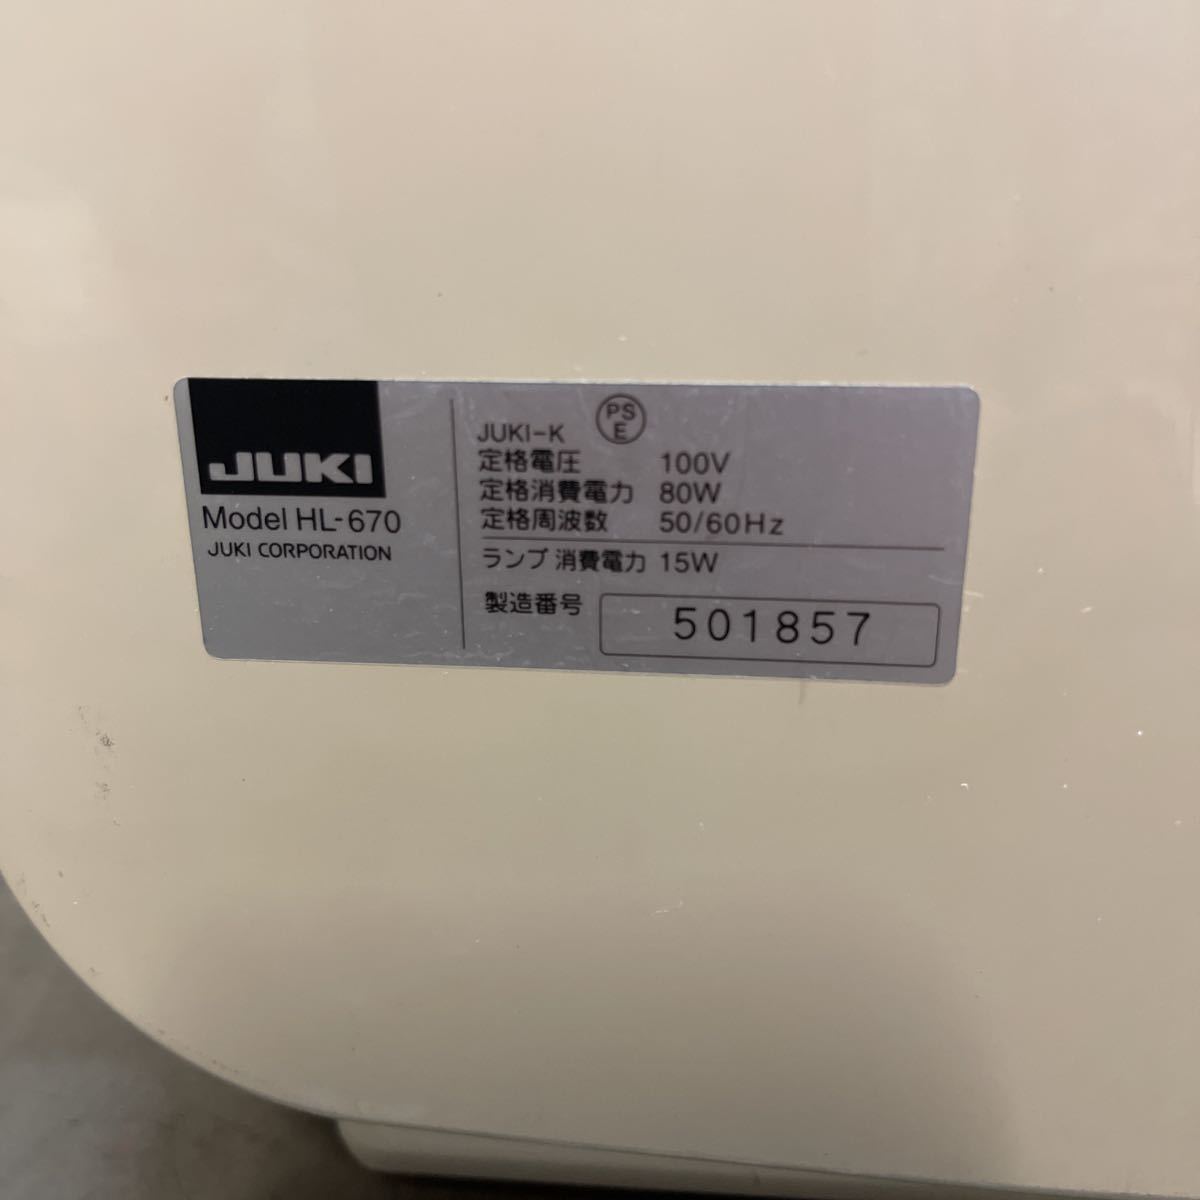 JUKI
Model HL-670
JUKI CORPORATION
PS
E
JUKI-K
定格電圧 100V
定格消費電力 80W
定格周波数 50/60Hz
ランプ 消費電力 15W
製造番号 501857